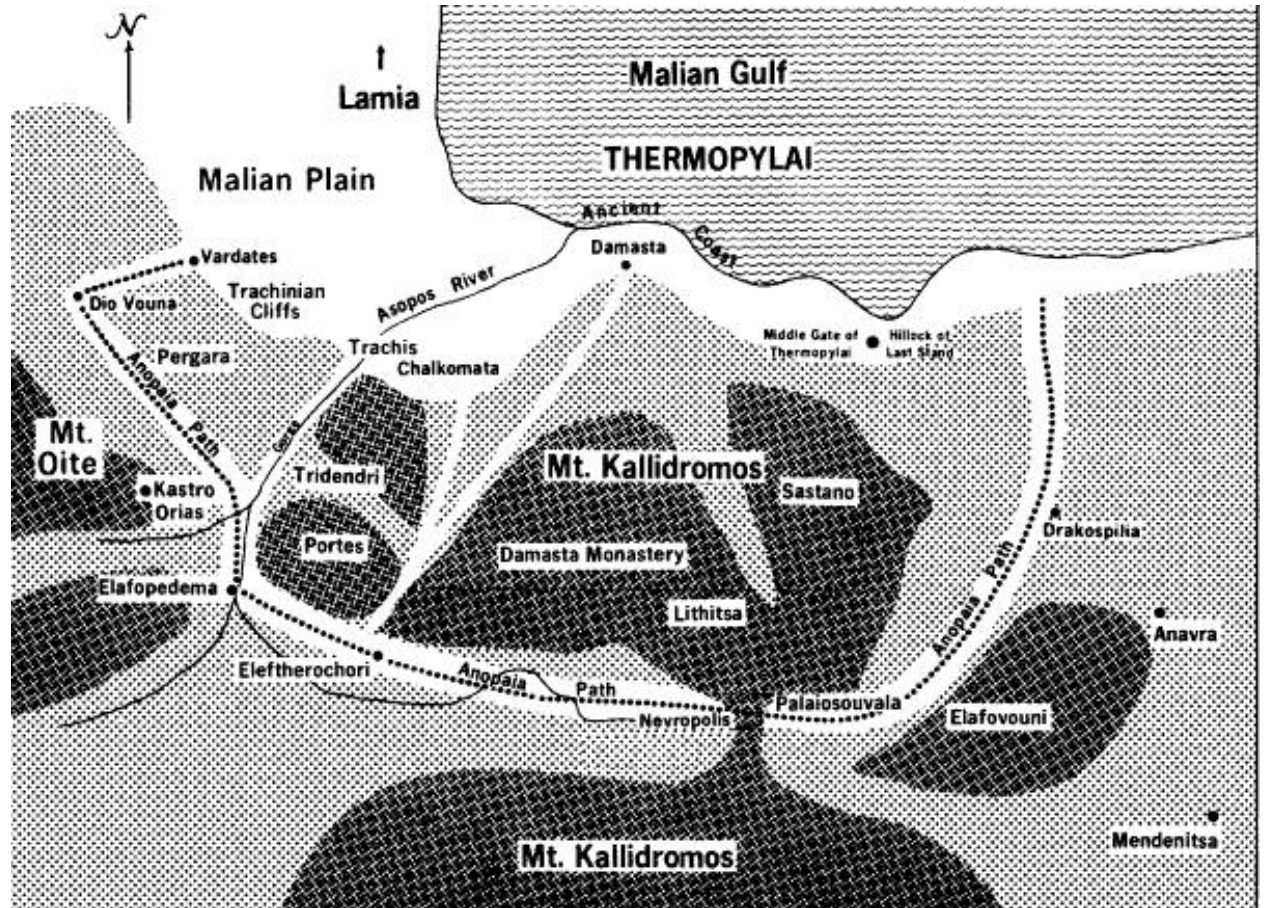 N
Lamia
Malian Gulf
THERMOPYLAI
Malian Plain
Ancient Coast
Damasta
Vardates
Dio Vouna
Trachinian
Cliffs
Asopos River
Pergara
Anopaia Path
Trachis
Chalkomata
Middle Gate of
Thermopylai
Hillock of
Last Stand
Mt.
Oite
Gorge
Kastro
Orias
Tridendri
Portes
Mt. Kallidromos
Sastano
Damasta Monastery
Lithitsa
Drakospilia
Anopaia Path
Anavra
Elafopedema
Eleftherochori
Anopaia Path
Nevropolis
Palaiosouvala
Elafovouni
Mt. Kallidromos
Mendenitsa